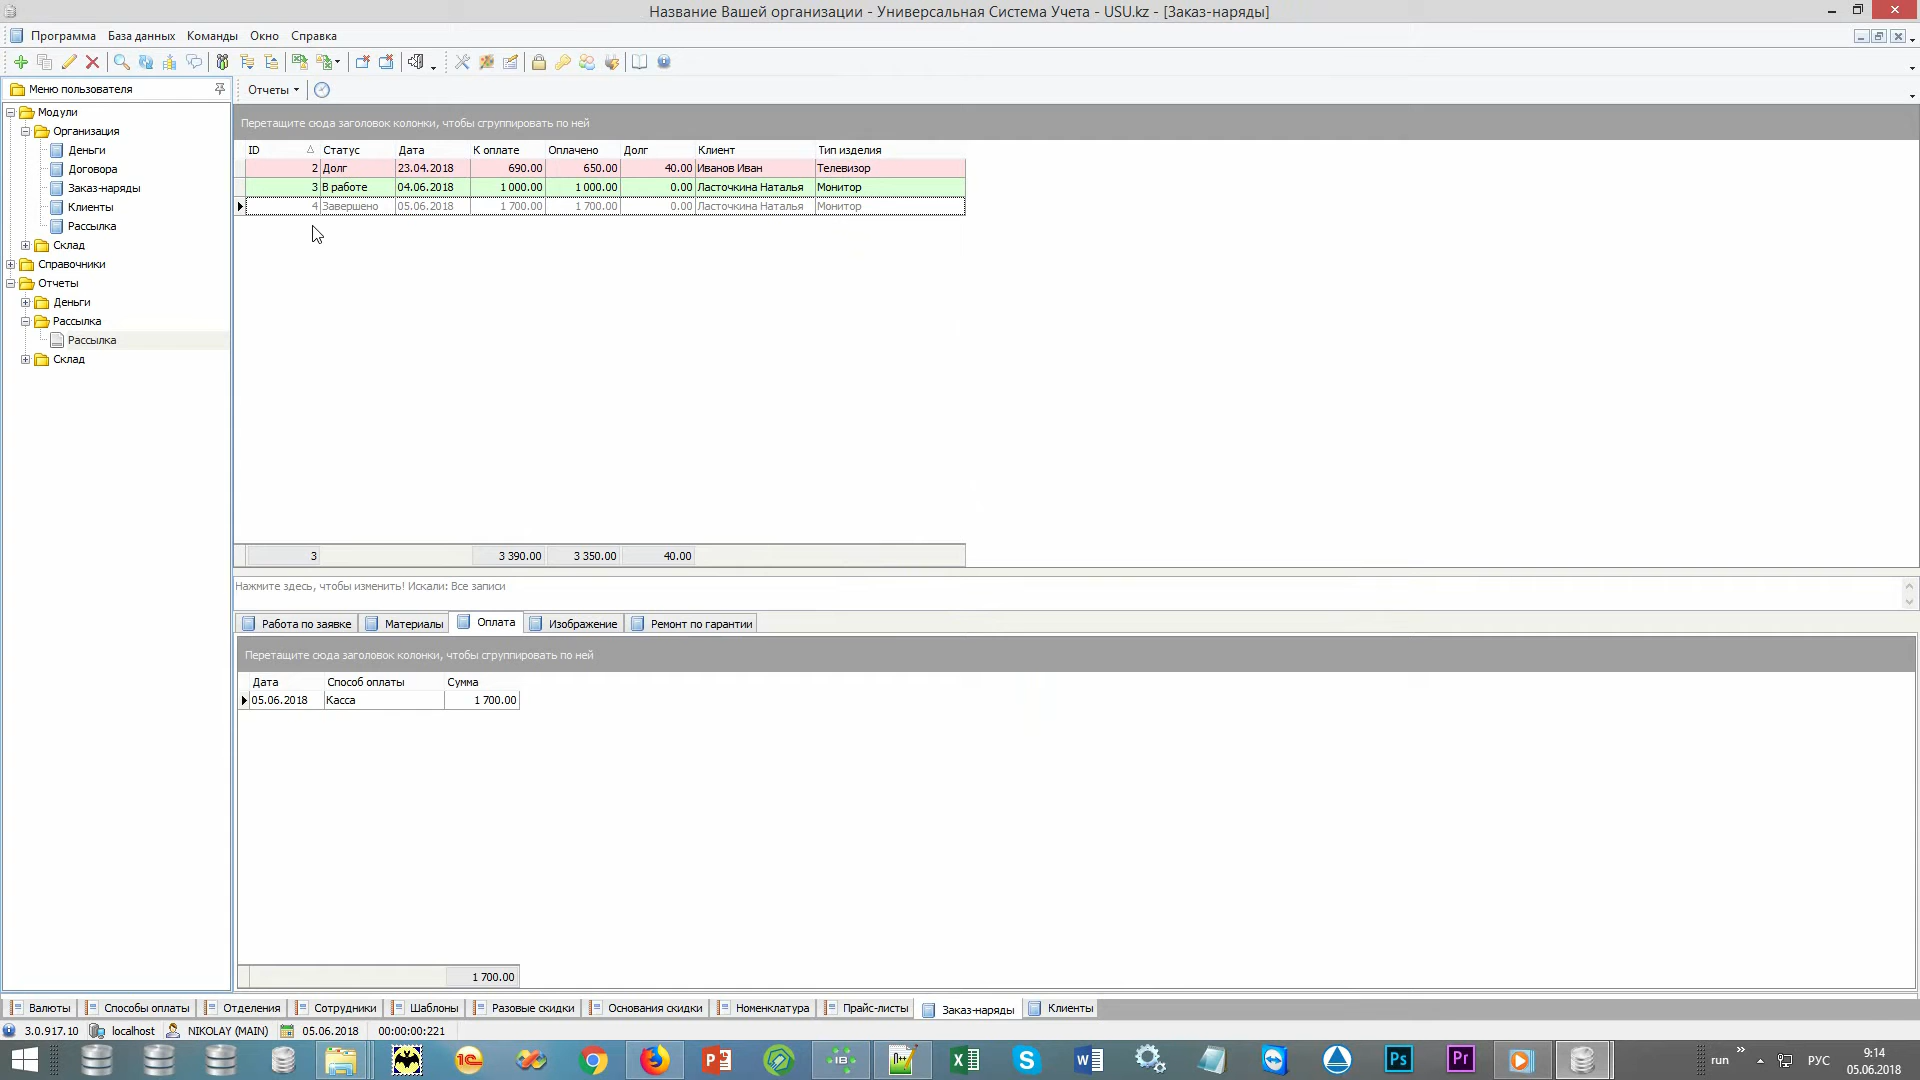 Название Вашей организации - Универсальная Система Учета - USU.kz - [Заказ-наряды]
Программа База данных Команды Окно Справка
Меню пользователя
Отчеты
Модули
Организация
Деньги
Договора
Заказ-наряды
Клиенты
Рассылка
Склад
Справочники
Отчеты
Деньги
Рассылка
Рассылка
Склад
Перетащите сюда заголовок колонки, чтобы сгруппировать по ней
ID Статус Дата К оплате Оплачено Долг Клиент Тип изделия
2 Долг 23.04.2018 690.00 650.00 40.00 Иванов Иван Телевизор
3 В работе 04.06.2018 1 000.00 1 000.00 0.00 Ласточкина Наталья Монитор
4 Завершено 05.06.2018 1 700.00 1 700.00 0.00 Ласточкина Наталья Монитор
3 3 390.00 3 350.00 40.00
Нажмите здесь, чтобы изменить! Искали: Все записи
Работа по заявке Материалы Оплата Изображение Ремонт по гарантии
Перетащите сюда заголовок колонки, чтобы сгруппировать по ней
Дата Способ оплаты Сумма
05.06.2018 Касса 1 700.00
1 700.00
Валюты Способы оплаты Отделения Сотрудники Шаблоны Разовые скидки Основания скидки Номенклатура Прайс-листы Заказ-наряды Клиенты
3.0.917.10 localhost NIKOLAY (MAIN) 05.06.2018 00:00:00:221
run » РУС 9:14
05.06.2018